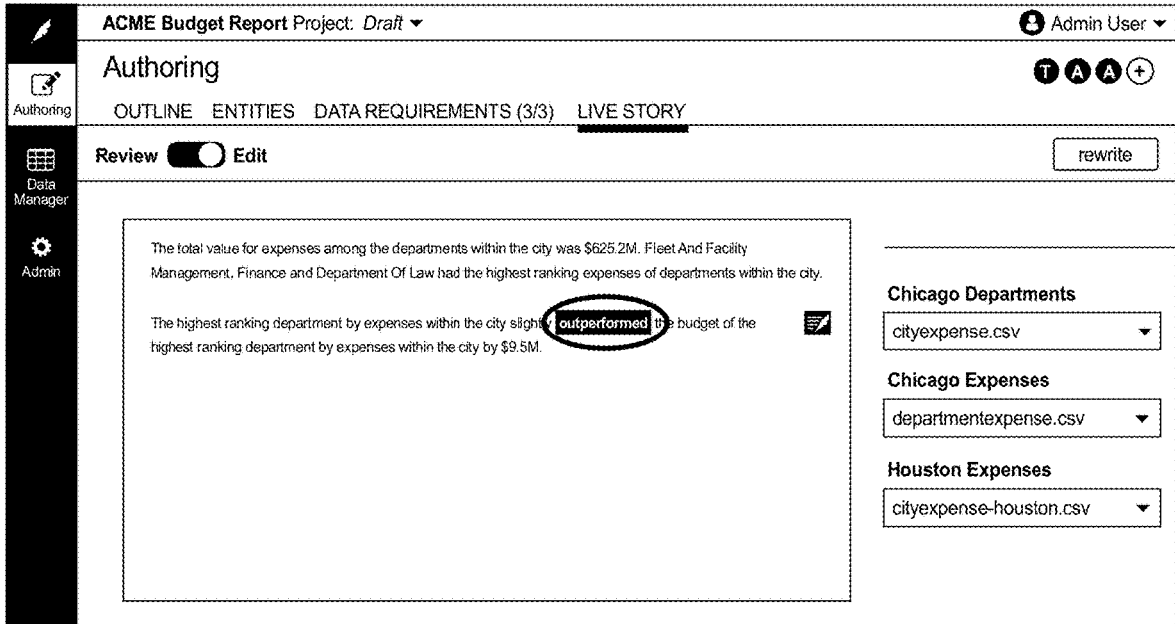 ACME Budget Report Project: Draft
Admin User
Authoring
T A A +
Authoring
OUTLINE ENTITIES DATA REQUIREMENTS (3/3) LIVE STORY
Review Edit
rewrite
Data
Manager
Admin
The total value for expenses among the departments within the city was $625.2M. Fleet And Facility
Management, Finance and Department Of Law had the highest ranking expenses of departments within the city.
The highest ranking department by expenses within the city slightly outperformed the budget of the
highest ranking department by expenses within the city by $9.5M.
Chicago Departments
cityexpense.csv
Chicago Expenses
departmentexpense.csv
Houston Expenses
cityexpense-houston.csv